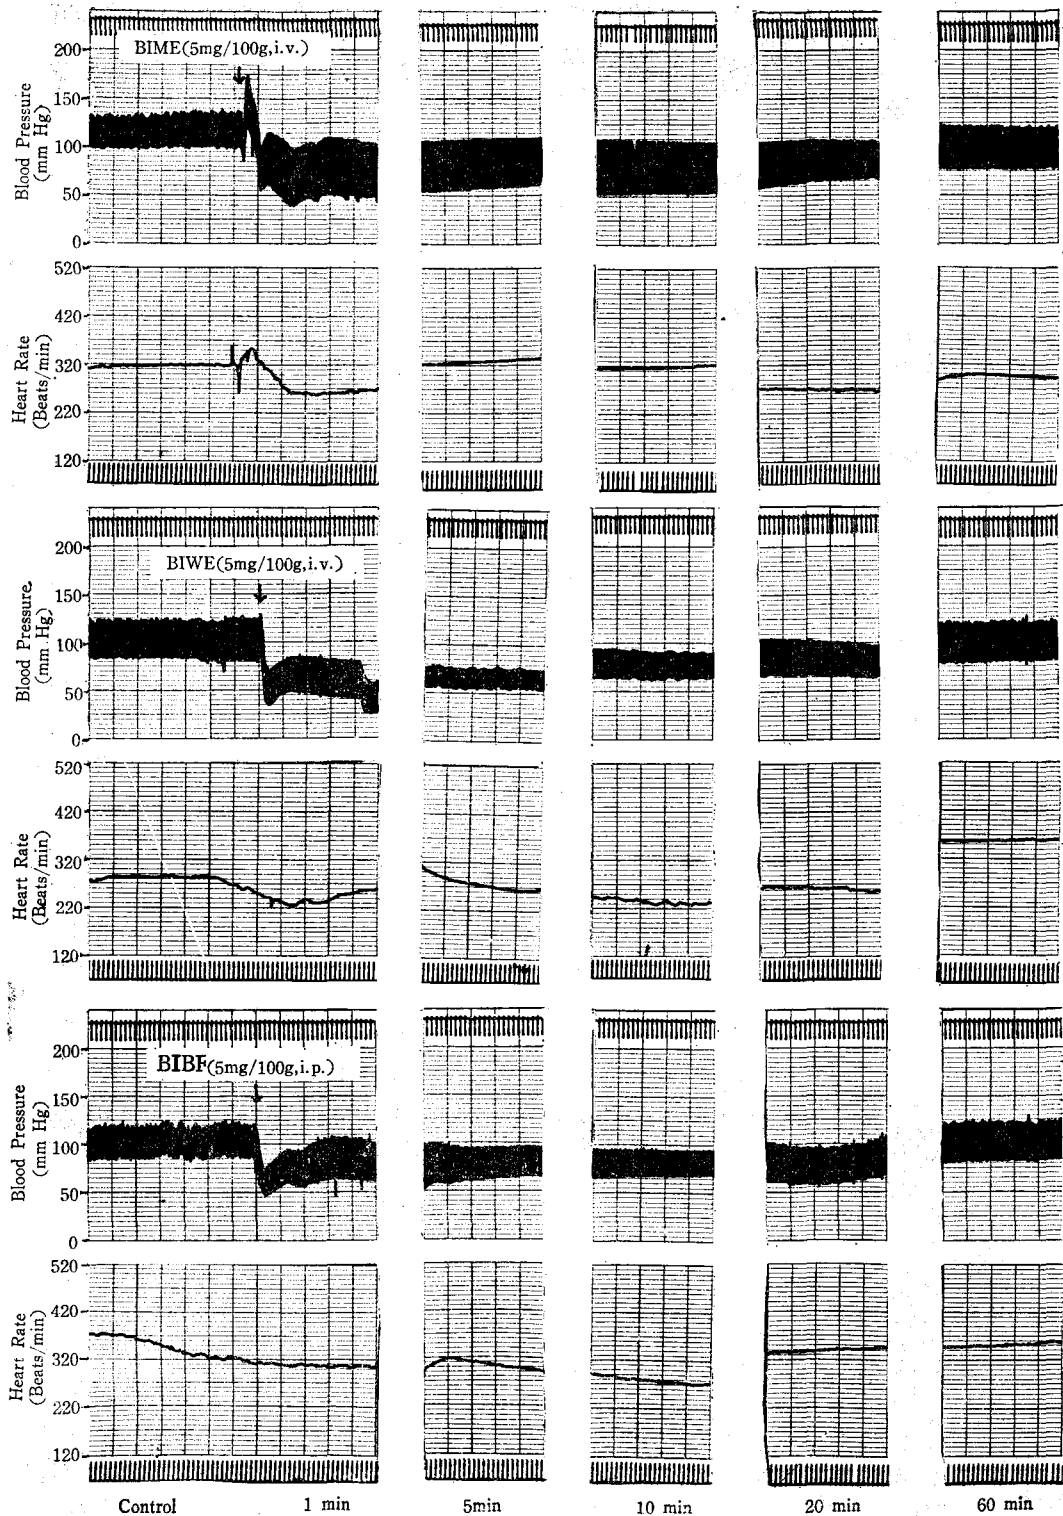 BIME(5mg/100g,i.v.)
Blood Pressure
(mm Hg)
200
150
100
50
0
Heart Rate
(Beats/min)
520
420
320
220
120
BIWE(5mg/100g,i.v.)
Blood Pressure
(mm Hg)
200
150
100
50
0
Heart Rate
(Beats/min)
520
420
320
220
120
BIBF(5mg/100g,i.p.)
Blood Pressure
(mm Hg)
200
150
100
50
0
Heart Rate
(Beats/min)
520
420
320
220
120
Control 1 min 5min 10 min 20 min 60 min